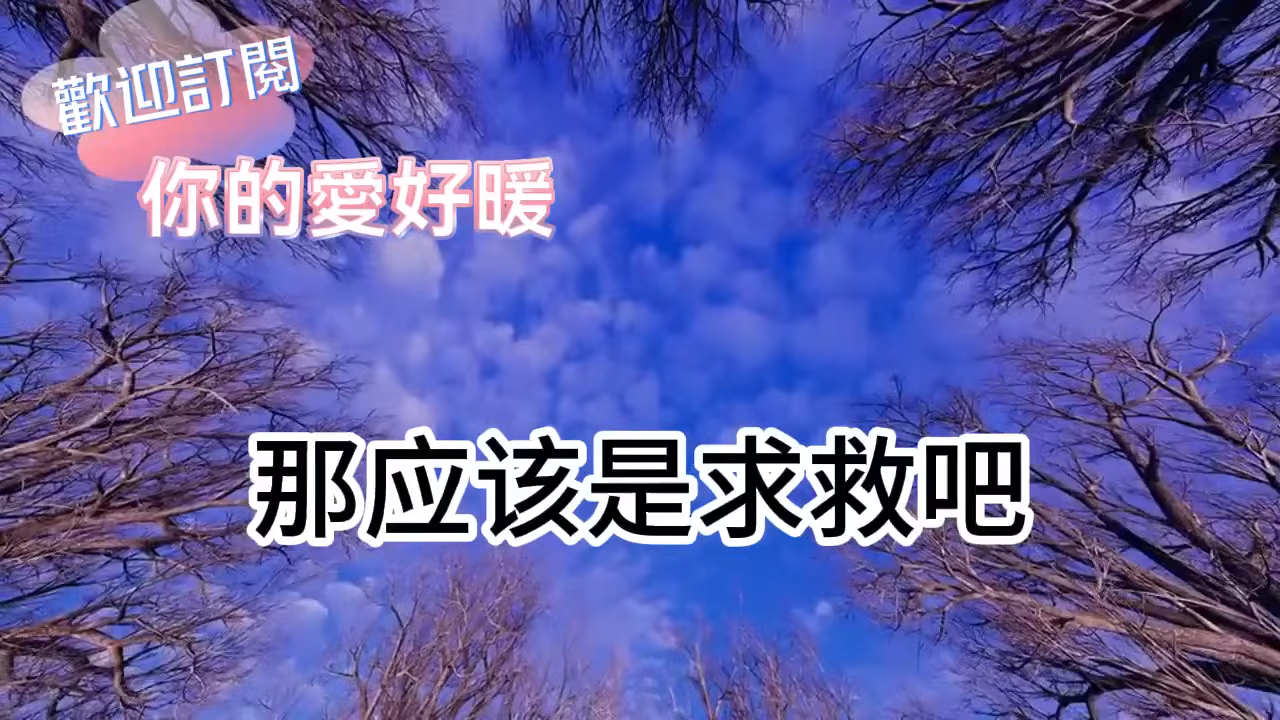 歡迎訂閱
你的愛好暖
那应该是求救吧